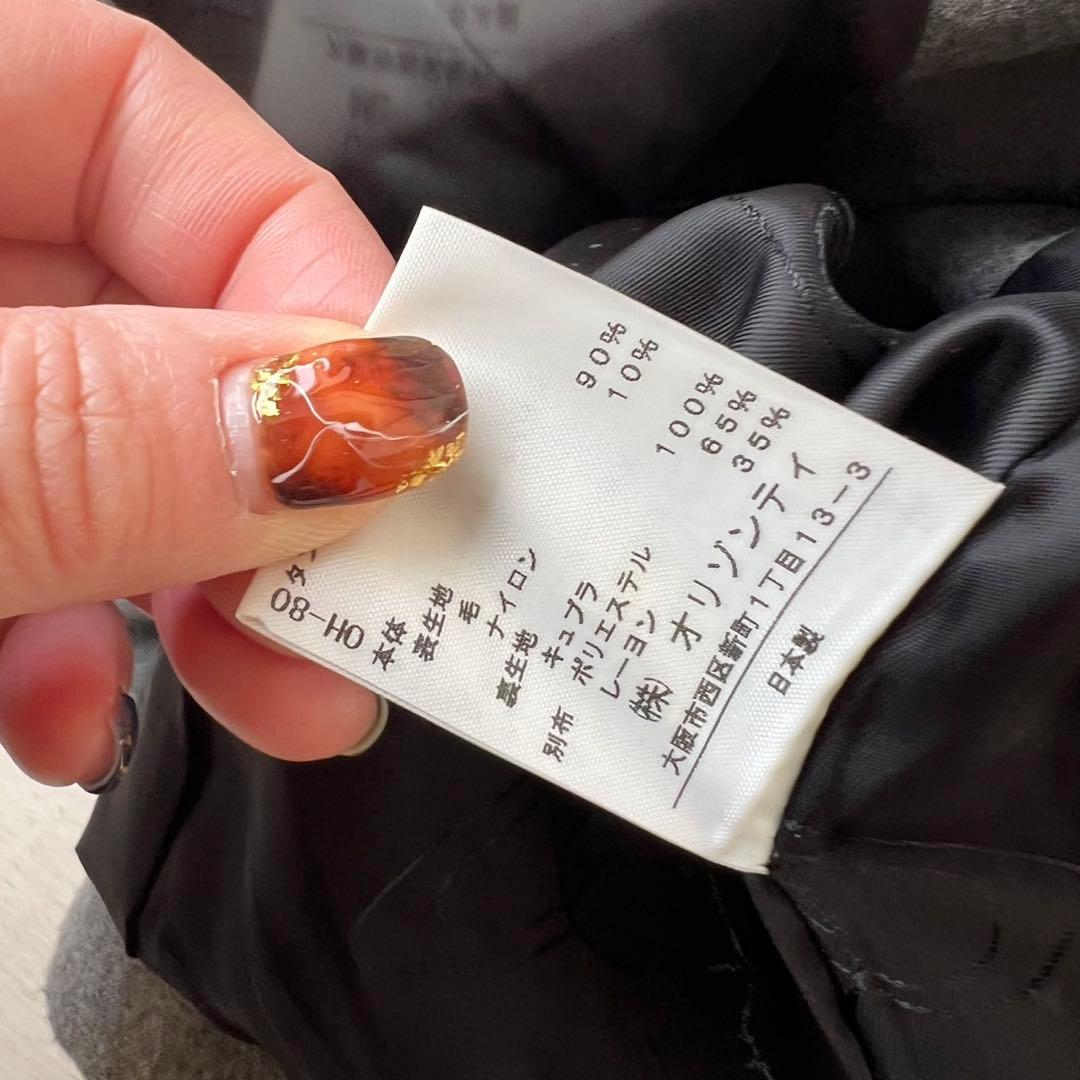 08-H0
本体
表生地
毛 90%
ナイロン 10%
裏生地
キュプラ 100%
別布 ポリエステル 65%
レーヨン 35%
㈱ オリゾンティ
大阪市西区新町1丁目13-3
日本製